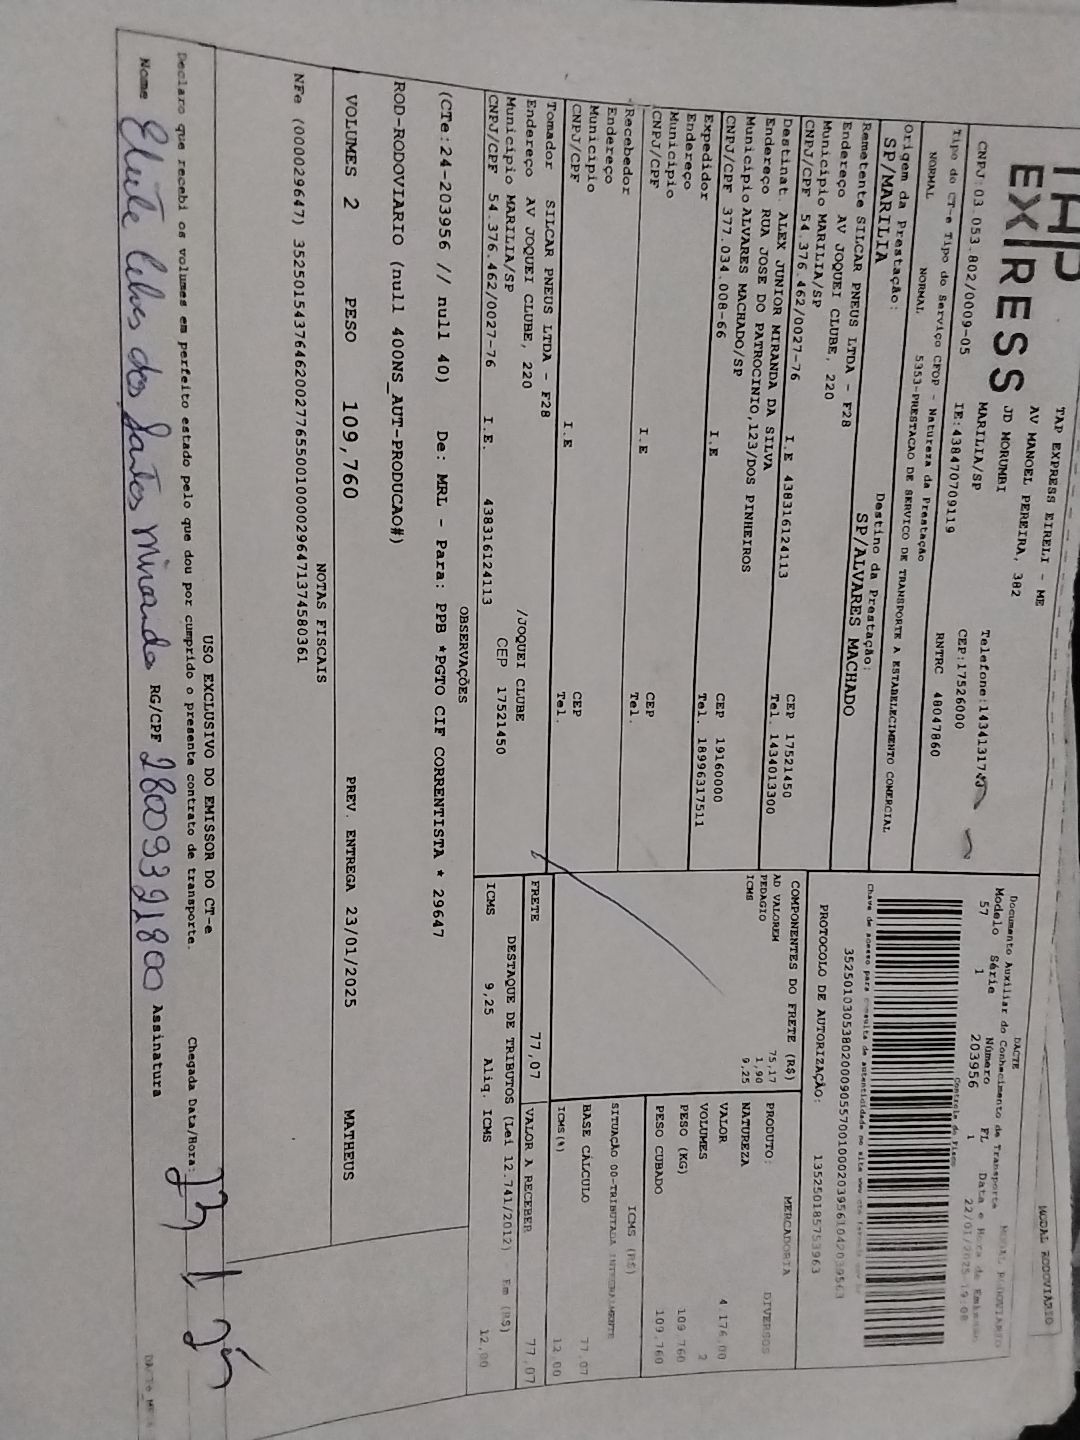 MODAL RODOVIARIO
EXPRESS
TAP EXPRESS EIRELI - ME
AV MANOEL PEREIRA, 382
JD MORUMBI
MARILIA/SP
CNPJ:03.053.802/0009-05
IE:438470709119
CEP:17526000
RNTRC 48047860
Tipo do CT-e Tipo do Serviço CFOP - Natureza da Prestação
NORMAL NORMAL 5353-PRESTACAO DE SERVICO DE TRANSPORTE A ESTABELECIMENTO COMERCIAL
Origem da Prestação: Destino da Prestação:
SP/MARILIA SP/ALVARES MACHADO
Remetente SILCAR PNEUS LTDA - F28
Endereço AV JOQUEI CLUBE, 220
Municipio MARILIA/SP CEP 17521450
CNPJ/CPF 54.376.462/0027-76 I.E 438316124113 Tel. 1434013300
Destinat. ALEX JUNIOR MIRANDA DA SILVA
Endereço RUA JOSE DO PATROCINIO,123/DOS PINHEIROS
Municipio ALVARES MACHADO/SP CEP 19160000
CNPJ/CPF 377.034.008-66 I.E Tel. 18996317511
Expedidor
Endereço
Municipio CEP
CNPJ/CPF I.E Tel.
Recebedor
Endereço
Municipio CEP
CNPJ/CPF I.E Tel.
Tomador SILCAR PNEUS LTDA - F28
Endereço AV JOQUEI CLUBE, 220 /JOQUEI CLUBE
Municipio MARILIA/SP CEP 17521450
CNPJ/CPF 54.376.462/0027-76 I.E. 438316124113
DACTE
Documento Auxiliar do Conhecimento de Transporte MODAL RODOVIARIO
Modelo Série Número FL Data e Hora de Emissao
57 1 203956 1 22/01/2025 19:08
Controle do Fisco
Chave de acesso para consulta de autenticidade no site
PROTOCOLO DE AUTORIZAÇÃO: 135250185753963
COMPONENTES DO FRETE (R$)
AD VALOREM 75,17
PEDAGIO 1,90
ICMS 9,25
MERCADORIA
PRODUTO: DIVERSOS
NATUREZA
VALOR 4.176,00
VOLUMES 2
PESO (KG) 109,760
PESO CUBADO 109,760
ICMS (R$)
SITUAÇÃO 00-TRIBUTADA INTEGRALMENTE
BASE CÁLCULO 77,07
ICMS(%) 12,00
FRETE 77,07 VALOR A RECEBER 77,07
DESTAQUE DE TRIBUTOS (Lei 12.741/2012) - Em (R$)
ICMS 9,25 Aliq. ICMS 12,00
OBSERVAÇÕES
(CTe:24-203956 // null 40) De: MRL - Para: PPB *PGTO CIF CORRENTISTA * 29647
ROD-RODOVIARIO (null 400NS_AUT-PRODUCAO#)
VOLUMES 2 PESO 109,760 PREV. ENTREGA 23/01/2025 MATHEUS
NOTAS FISCAIS
NFe (000029647) 35250154376462002776550010000296471374580361
USO EXCLUSIVO DO EMISSOR DO CT-e
Declaro que recebi os volumes em perfeito estado pelo que dou por cumprido o presente contrato de transporte. Chegada Data/Hora:
Nome dos Santos Miranda RG/CPF 28009321800 Assinatura